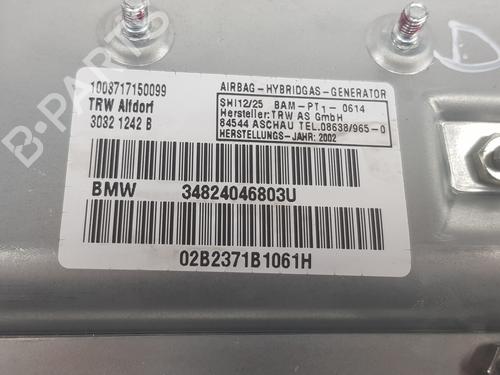 1003717150099
TRW Alfdorf
3032 1242 B
AIRBAG-HYBRIDGAS-GENERATOR
SHI12/25 BAM-PT1-0614
Hersteller:TRW AS GmbH
84544 ASCHAU TEL.08638/965-0
HERSTELLUNGS-JAHR: 2002
BMW 34824046803U
02B2371B1061H
D
B-PARTS